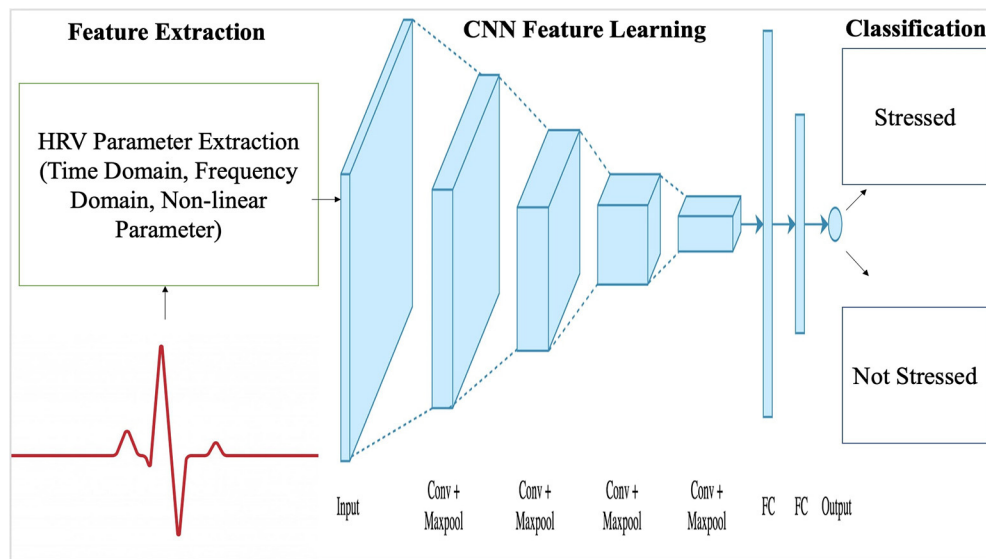 Feature Extraction
CNN Feature Learning
Classification
HRV Parameter Extraction
(Time Domain, Frequency
Domain, Non-linear
Parameter)
Stressed
Not Stressed
Input
Conv +
Maxpool
Conv +
Maxpool
Conv +
Maxpool
Conv +
Maxpool
FC
FC
Output